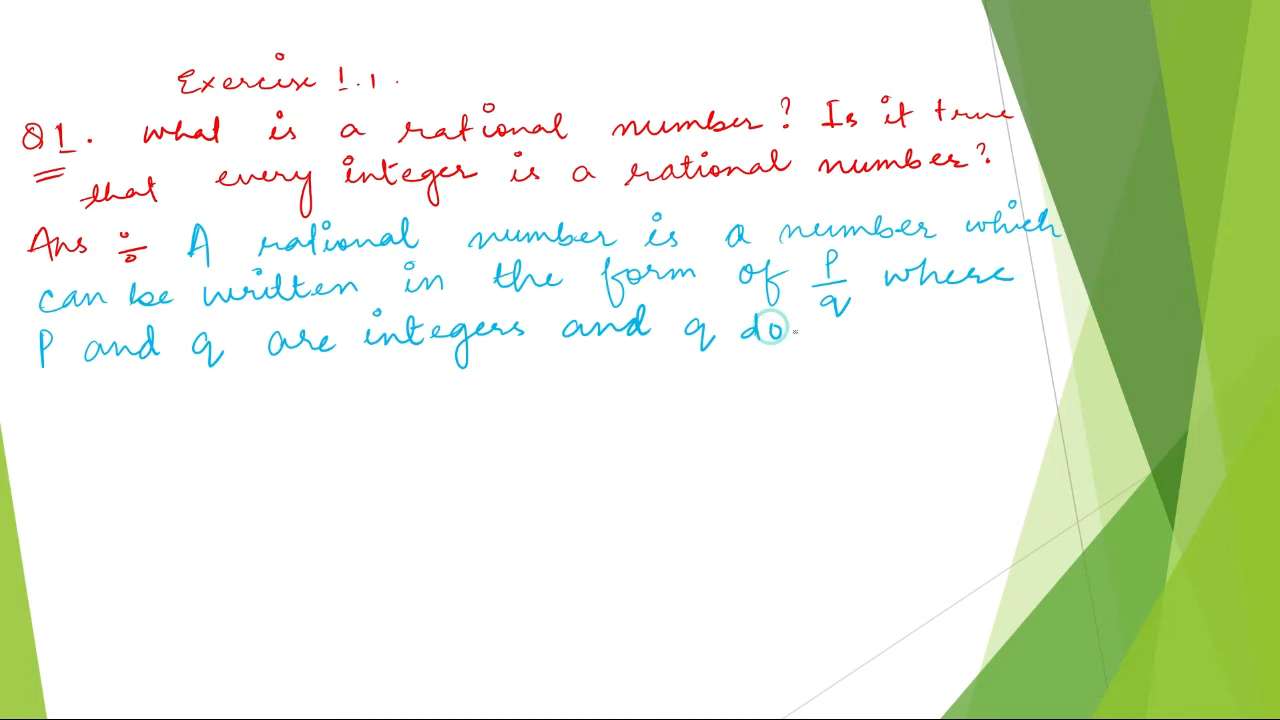 Exercise 1.1.
Q1. What is a rational number? Is it true
that every integer is a rational number?
Ans ÷ A rational number is a number which
can be written in the form of P/q where
P and q are integers and q do